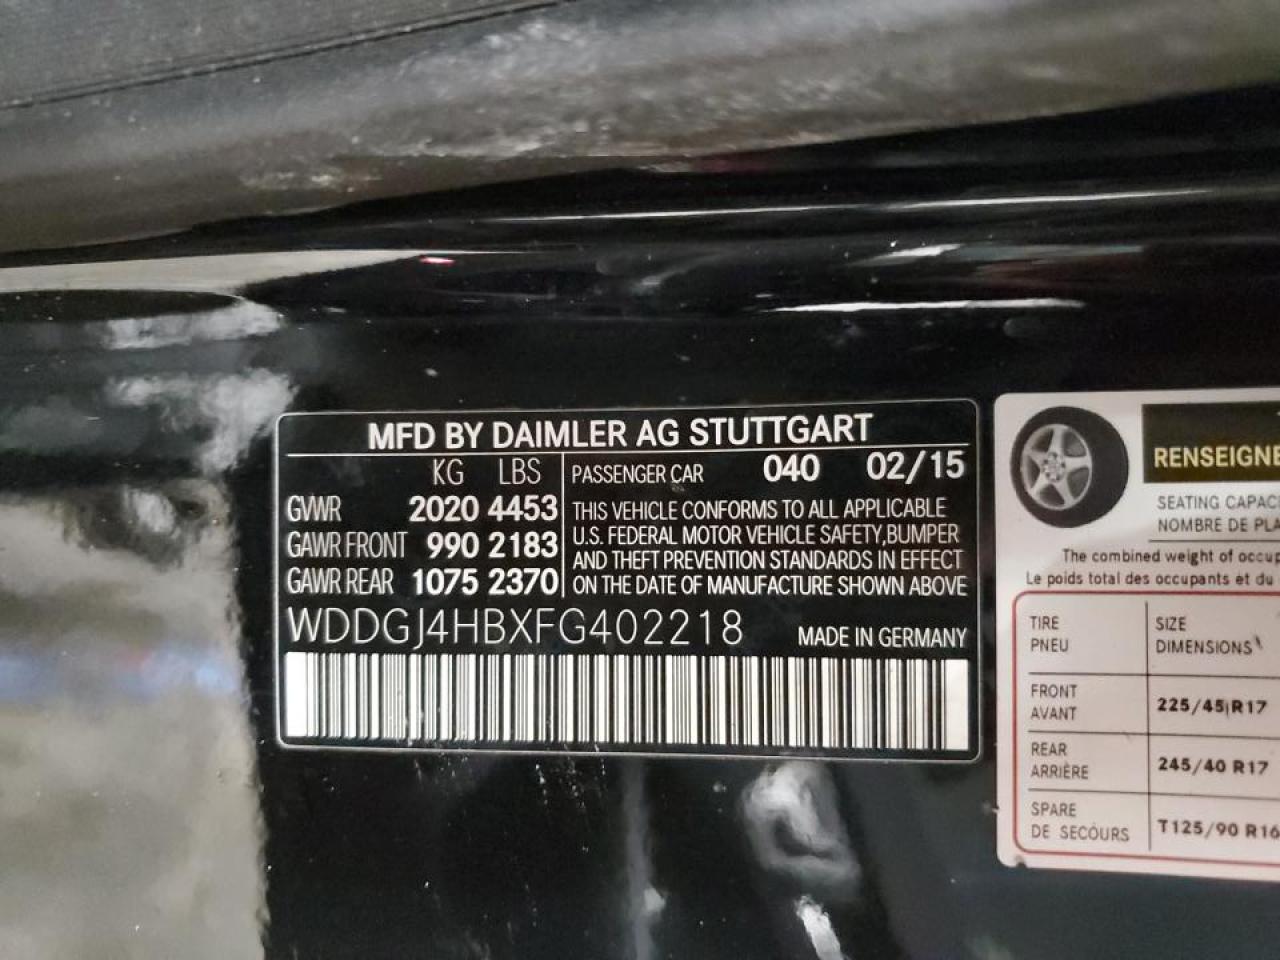 MFD BY DAIMLER AG STUTTGART
KG LBS
GVWR 2020 4453
GAWR FRONT 990 2183
GAWR REAR 1075 2370
PASSENGER CAR 040 02/15
THIS VEHICLE CONFORMS TO ALL APPLICABLE
U.S. FEDERAL MOTOR VEHICLE SAFETY,BUMPER
AND THEFT PREVENTION STANDARDS IN EFFECT
ON THE DATE OF MANUFACTURE SHOWN ABOVE
WDDGJ4HBXFG402218 MADE IN GERMANY
RENSEIGNE
SEATING CAPAC
NOMBRE DE PLA
The combined weight of occup
Le poids total des occupants et du
TIRE SIZE
PNEU DIMENSIONS
FRONT
AVANT
225/45 R17
REAR
ARRIÈRE
245/40 R17
SPARE
DE SECOURS
T125/90 R16